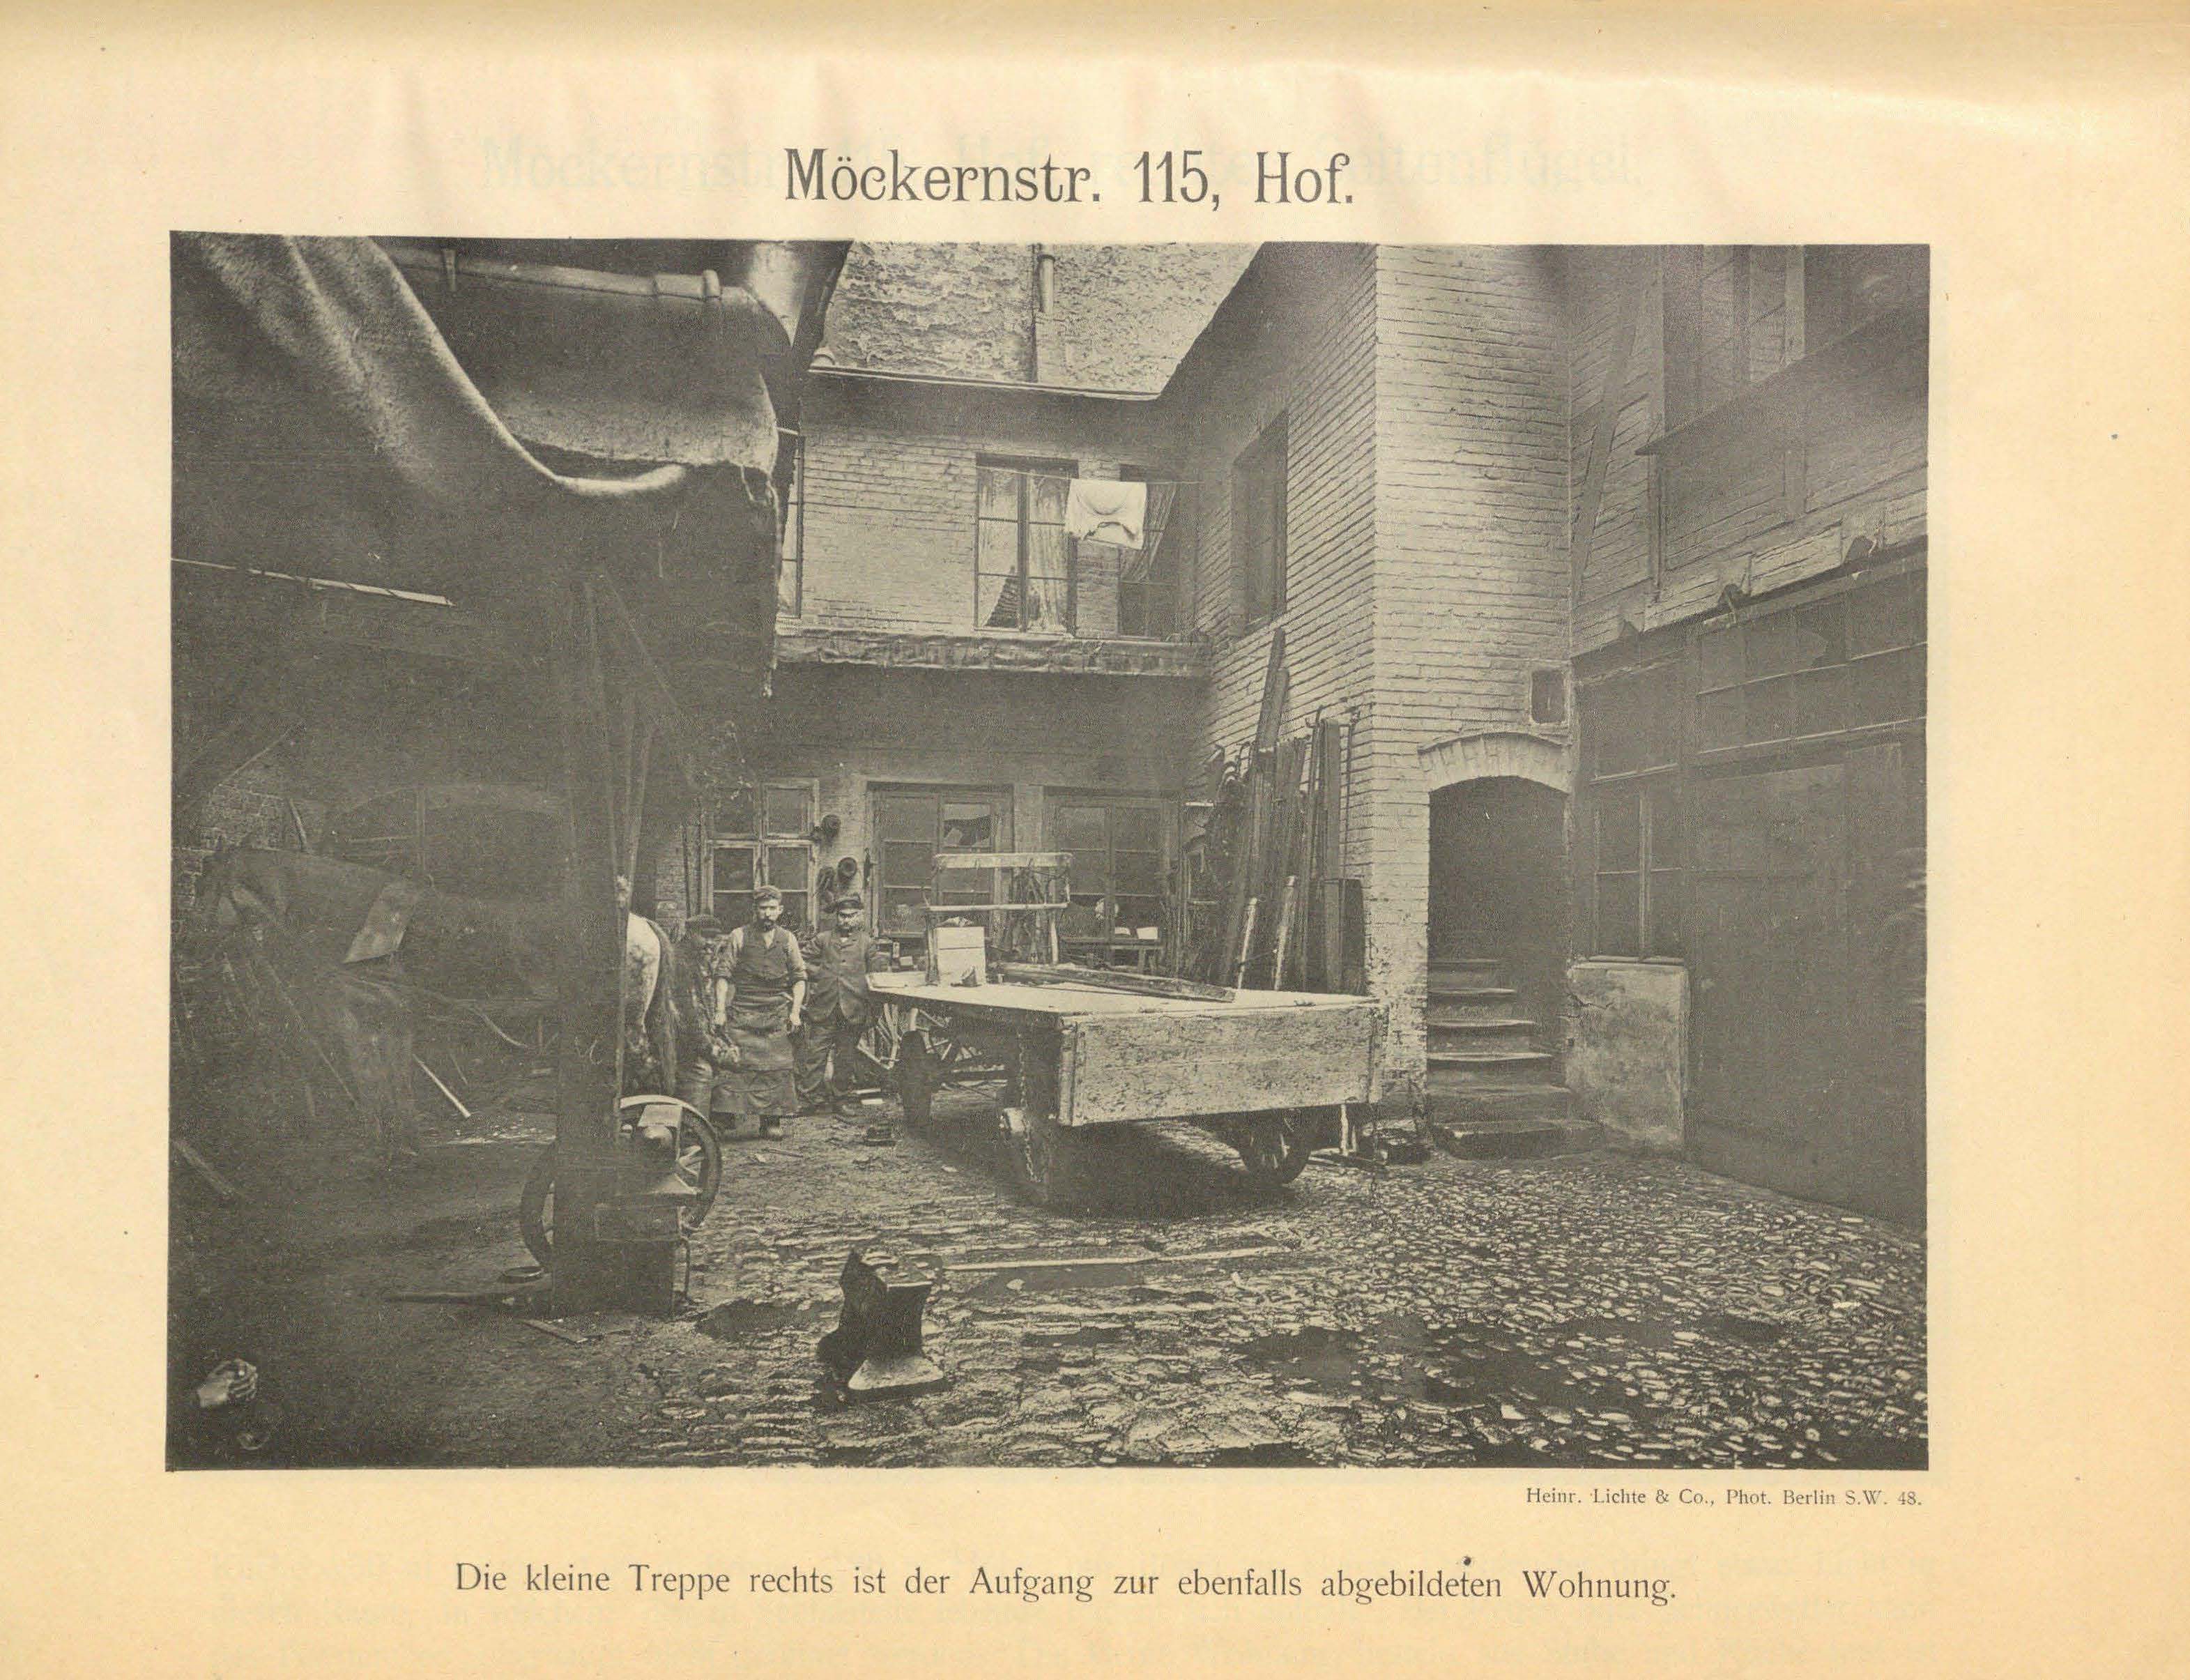 Möckernstr. 115, Hof.
Heinr. Lichte & Co., Phot. Berlin S.W. 48.
Die kleine Treppe rechts ist der Aufgang zur ebenfalls abgebildeten Wohnung.